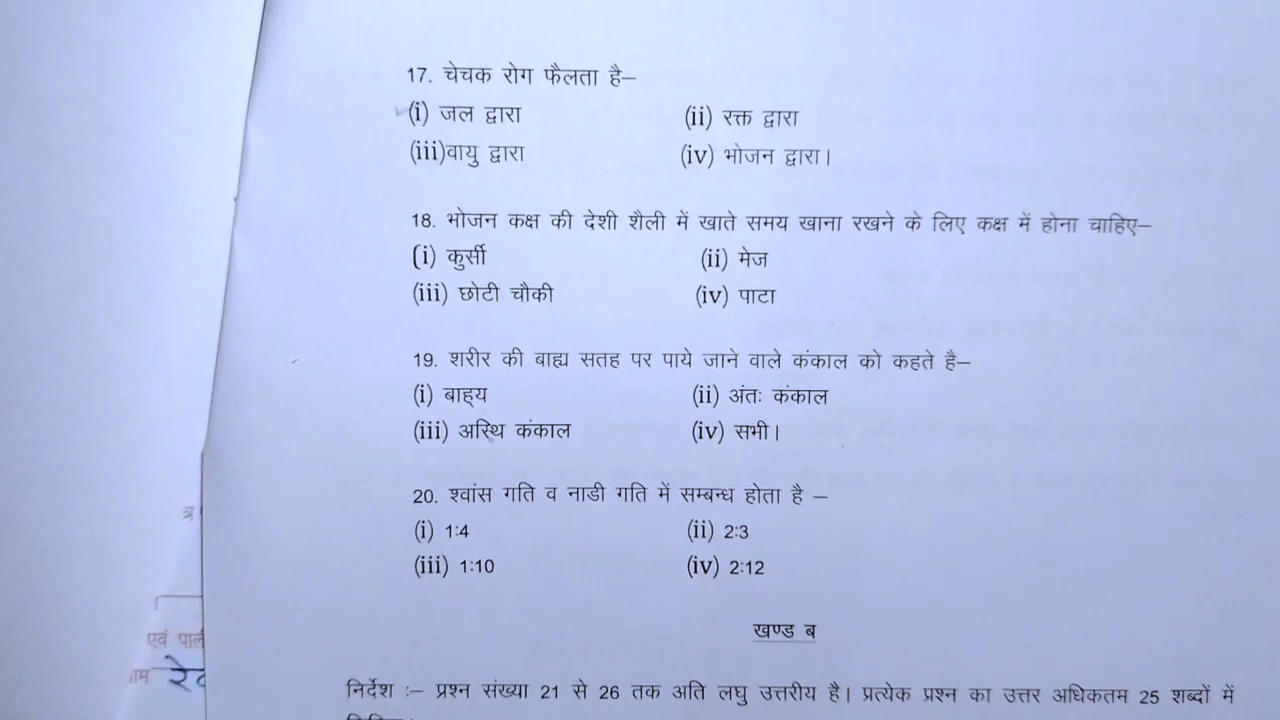 17. चेचक रोग फैलता है–
(i) जल द्वारा (ii) रक्त द्वारा
(iii)वायु द्वारा (iv) भोजन द्वारा।
18. भोजन कक्ष की देशी शैली में खाते समय खाना रखने के लिए कक्ष में होना चाहिए–
(i) कुर्सी (ii) मेज
(iii) छोटी चौकी (iv) पाटा
19. शरीर की बाह्य सतह पर पाये जाने वाले कंकाल को कहते है–
(i) बाह्य (ii) अंतः कंकाल
(iii) अस्थि कंकाल (iv) सभी।
20. श्वांस गति व नाडी गति में सम्बन्ध होता है –
(i) 1:4 (ii) 2:3
(iii) 1:10 (iv) 2:12
खण्ड ब
एवं
निर्देश :– प्रश्न संख्या 21 से 26 तक अति लघु उत्तरीय है। प्रत्येक प्रश्न का उत्तर अधिकतम 25 शब्दों में